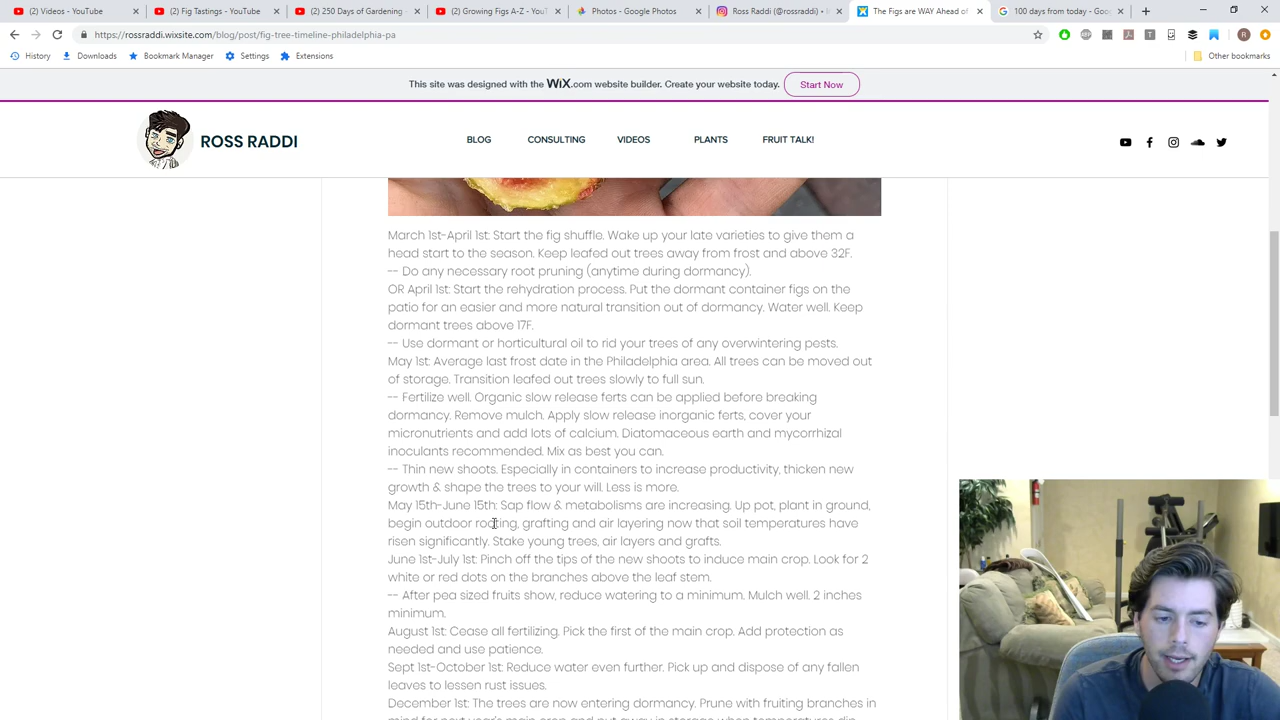 (2) Videos - YouTube
(2) Fig Tastings - YouTube
(2) 250 Days of Gardening -
(2) Growing Figs A-Z - YouT
Photos - Google Photos
Ross Raddi (@rossraddi) •
The Figs are WAY Ahead of
100 days from today - Goo
https://rossraddi.wixsite.com/blog/post/fig-tree-timeline-philadelphia-pa
History
Downloads
Bookmark Manager
Settings
Extensions
Other bookmarks
This site was designed with the WiX.com website builder. Create your website today.
Start Now
ROSS RADDI
BLOG
CONSULTING
VIDEOS
PLANTS
FRUIT TALK!
March 1st-April 1st: Start the fig shuffle. Wake up your late varieties to give them a
head start to the season. Keep leafed out trees away from frost and above 32F.
-- Do any necessary root pruning (anytime during dormancy).
OR April 1st: Start the rehydration process. Put the dormant container figs on the
patio for an easier and more natural transition out of dormancy. Water well. Keep
dormant trees above 17F.
-- Use dormant or horticultural oil to rid your trees of any overwintering pests.
May 1st: Average last frost date in the Philadelphia area. All trees can be moved out
of storage. Transition leafed out trees slowly to full sun.
-- Fertilize well. Organic slow release ferts can be applied before breaking
dormancy. Remove mulch. Apply slow release inorganic ferts, cover your
micronutrients and add lots of calcium. Diatomaceous earth and mycorrhizal
inoculants recommended. Mix as best you can.
-- Thin new shoots. Especially in containers to increase productivity, thicken new
growth & shape the trees to your will. Less is more.
May 15th-June 15th: Sap flow & metabolisms are increasing. Up pot, plant in ground,
begin outdoor rooting, grafting and air layering now that soil temperatures have
risen significantly. Stake young trees, air layers and grafts.
June 1st-July 1st: Pinch off the tips of the new shoots to induce main crop. Look for 2
white or red dots on the branches above the leaf stem.
-- After pea sized fruits show, reduce watering to a minimum. Mulch well. 2 inches
minimum.
August 1st: Cease all fertilizing. Pick the first of the main crop. Add protection as
needed and use patience.
Sept 1st-October 1st: Reduce water even further. Pick up and dispose of any fallen
leaves to lessen rust issues.
December 1st: The trees are now entering dormancy. Prune with fruiting branches in
mind for next year's main crop and put away in storage when temperatures dip